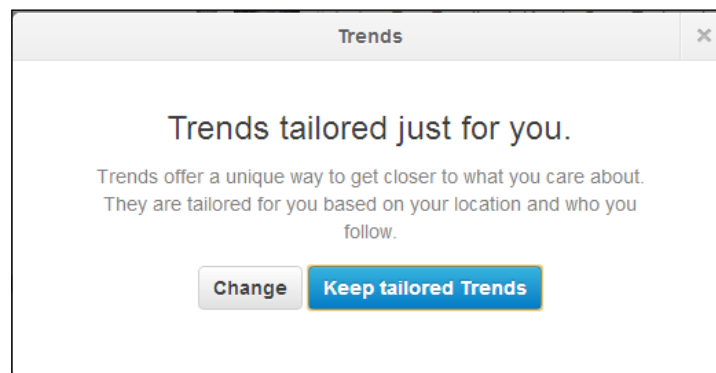 Trends
Trends tailored just for you.
Trends offer a unique way to get closer to what you care about.
They are tailored for you based on your location and who you
follow.
Change
Keep tailored Trends